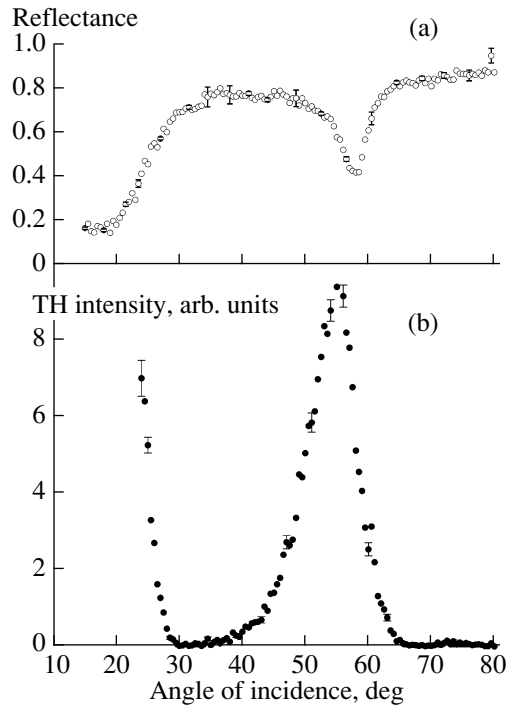 Reflectance
(a)
1.0
0.8
0.6
0.4
0.2
0
TH intensity, arb. units
(b)
8
6
4
2
0
10 20 30 40 50 60 70 80
Angle of incidence, deg